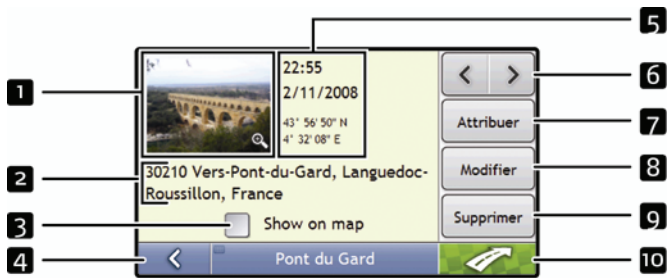 5
22:55
2/11/2008
43° 56' 50" N
4° 32' 08" E
1
6
Attribuer
7
30210 Vers-Pont-du-Gard, Languedoc-
Roussillon, France
2
Modifier
8
3
Show on map
Supprimer
9
4
Pont du Gard
10